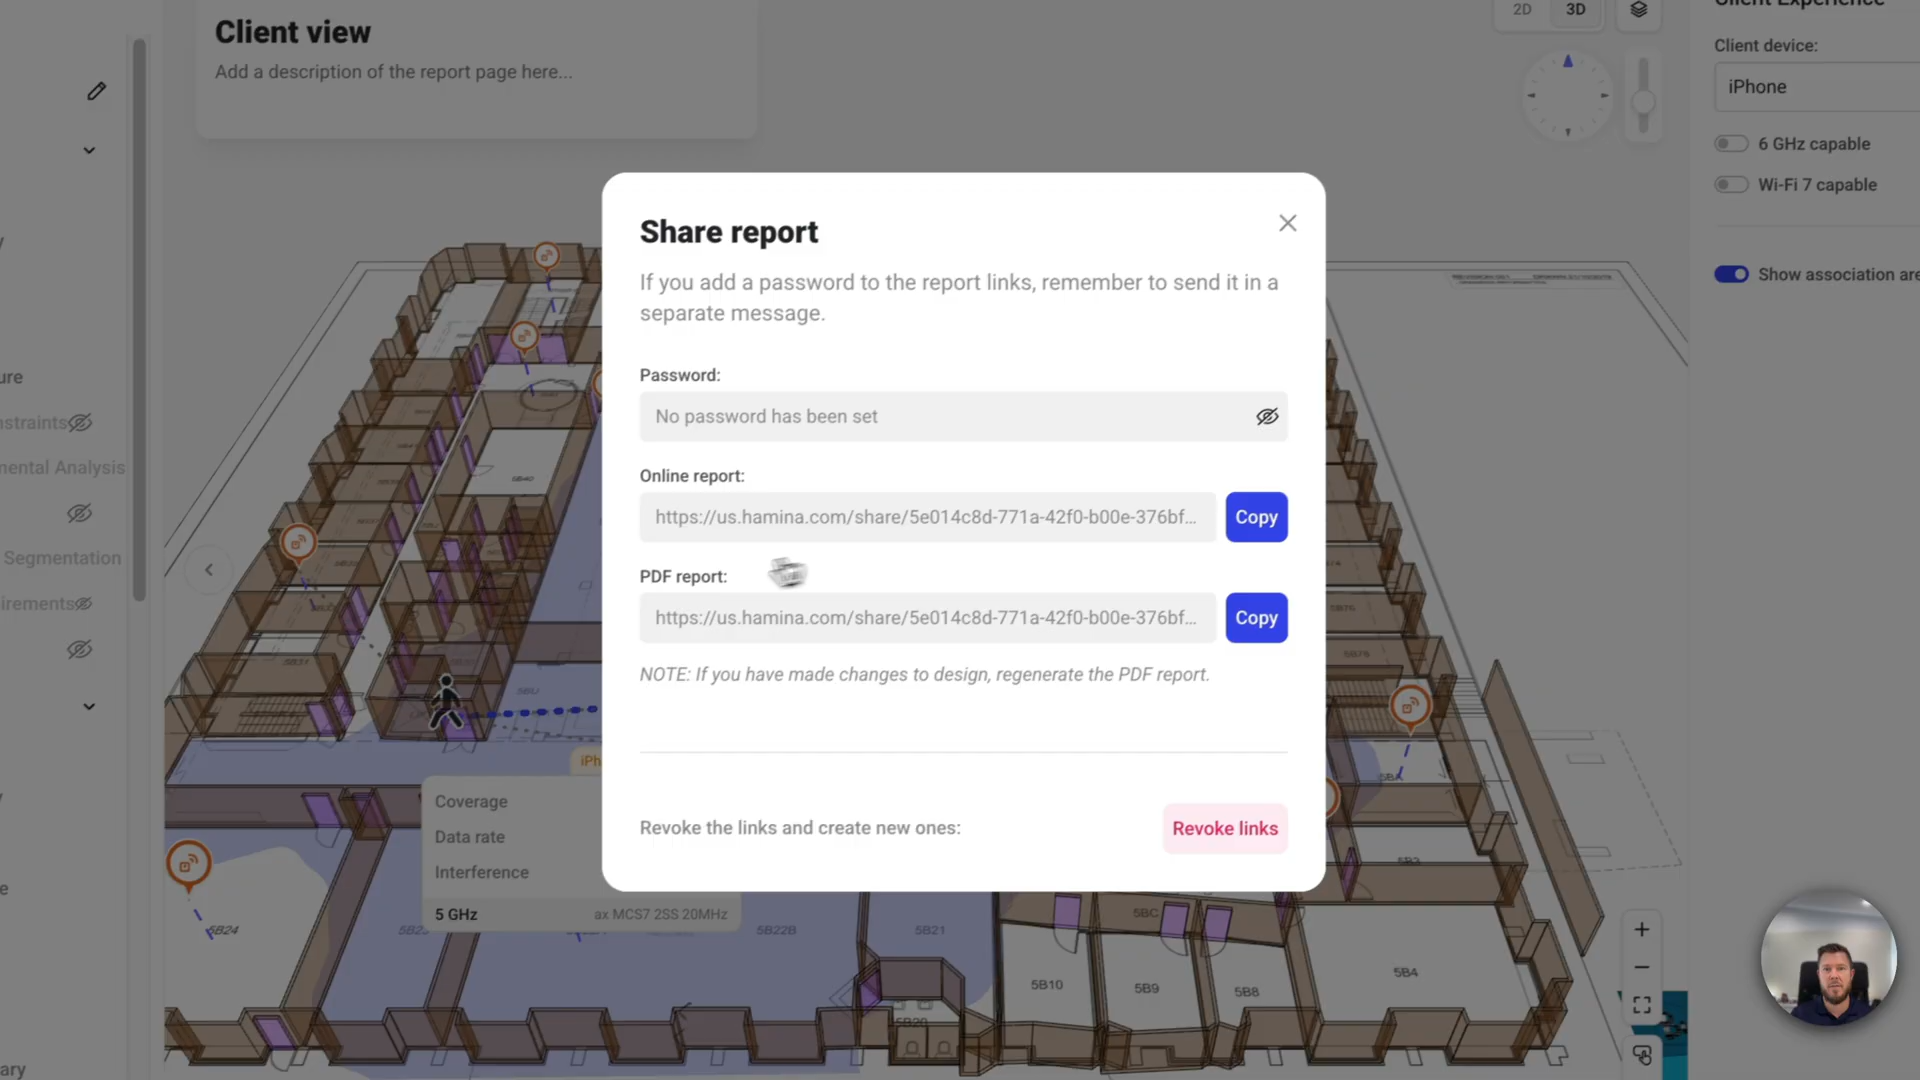 Client view
Add a description of the report page here...
2D
3D
Client device:
iPhone
6 GHz capable
Wi-Fi 7 capable
Show association are
Share report
If you add a password to the report links, remember to send it in a
separate message.
Password:
No password has been set
Online report:
https://us.hamina.com/share/5e014c8d-771a-42f0-b00e-376bf...
Copy
PDF report:
https://us.hamina.com/share/5e014c8d-771a-42f0-b00e-376bf...
Copy
NOTE: If you have made changes to design, regenerate the PDF report.
Revoke the links and create new ones:
Revoke links
ure
straints
mental Analysis
Segmentation
irements
ary
iPh
Coverage
Data rate
Interference
5 GHz
ax MCS7 2SS 20MHz
5B24
5B22B
5B21
5BC
5B10
5B9
5B8
5B4
5B3